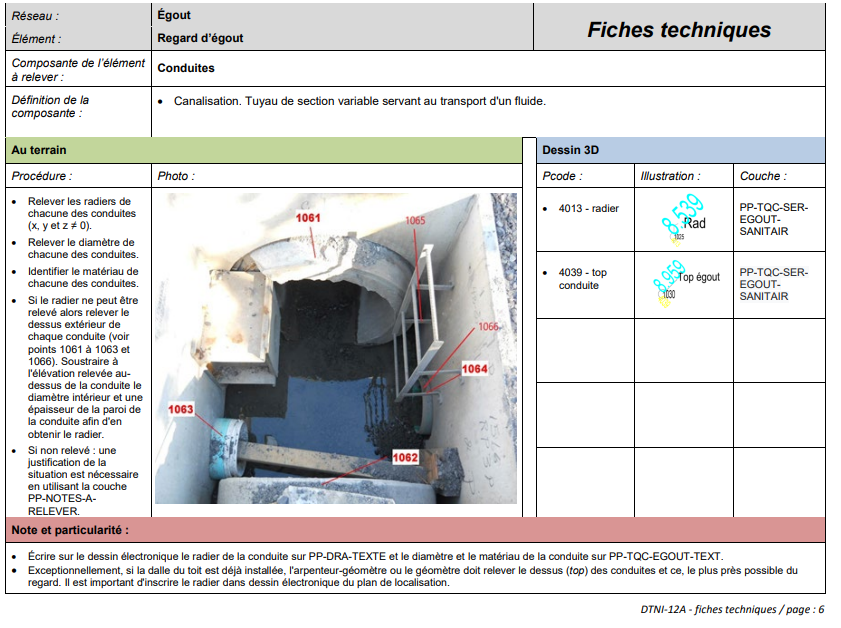 Réseau :
Égout
Fiches techniques
Élément :
Regard d'égout
Composante de l'élément
à relever :
Conduites
Définition de la
composante :
• Canalisation. Tuyau de section variable servant au transport d'un fluide.
Au terrain
Dessin 3D
Procédure :
Photo :
Pcode :
Illustration :
Couche :
• Relever les radiers de
chacune des conduites
(x, y et z ≠ 0).
• Relever le diamètre de
chacune des conduites.
• Identifier le matériau de
chacune des conduites.
• Si le radier ne peut être
relevé alors relever le
dessus extérieur de
chaque conduite (voir
points 1061 à 1063 et
1066). Soustraire à
l'élévation relevée au-
dessus de la conduite le
diamètre intérieur et une
épaisseur de la paroi de
la conduite afin d'en
obtenir le radier.
• Si non relevé : une
justification de la
situation est nécessaire
en utilisant la couche
PP-NOTES-A-
RELEVER.
1061
1065
1066
1064
1063
1062
• 4013 - radier
8.539
Rad
1025
PP-TQC-SER-
EGOUT-
SANITAIR
• 4039 - top
conduite
8.959
Top égout
1030
PP-TQC-SER-
EGOUT-
SANITAIR
Note et particularité :
• Écrire sur le dessin électronique le radier de la conduite sur PP-DRA-TEXTE et le diamètre et le matériau de la conduite sur PP-TQC-EGOUT-TEXT.
• Exceptionnellement, si la dalle du toit est déjà installée, l'arpenteur-géomètre ou le géomètre doit relever le dessus (top) des conduites et ce, le plus près possible du
regard. Il est important d'inscrire le radier dans dessin électronique du plan de localisation.
DTNI-12A - fiches techniques / page : 6